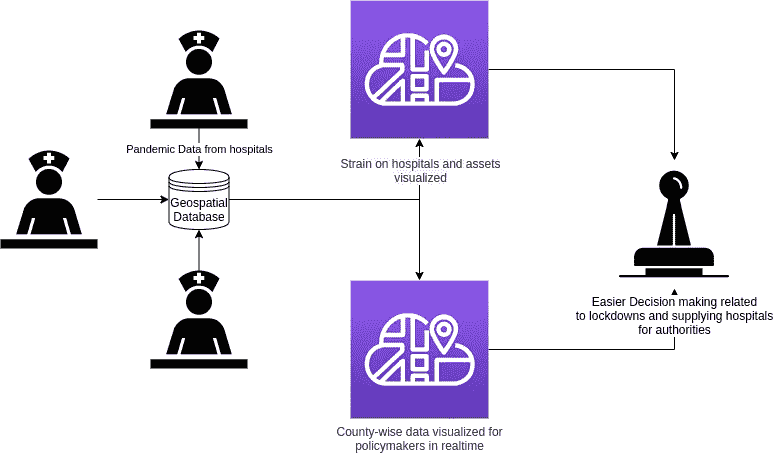 Pandemic Data from hospitals
Geospatial
Database
Strain on hospitals and assets
visualized
Easier Decision making related
to lockdowns and supplying hospitals
for authorities
County-wise data visualized for
policymakers in realtime